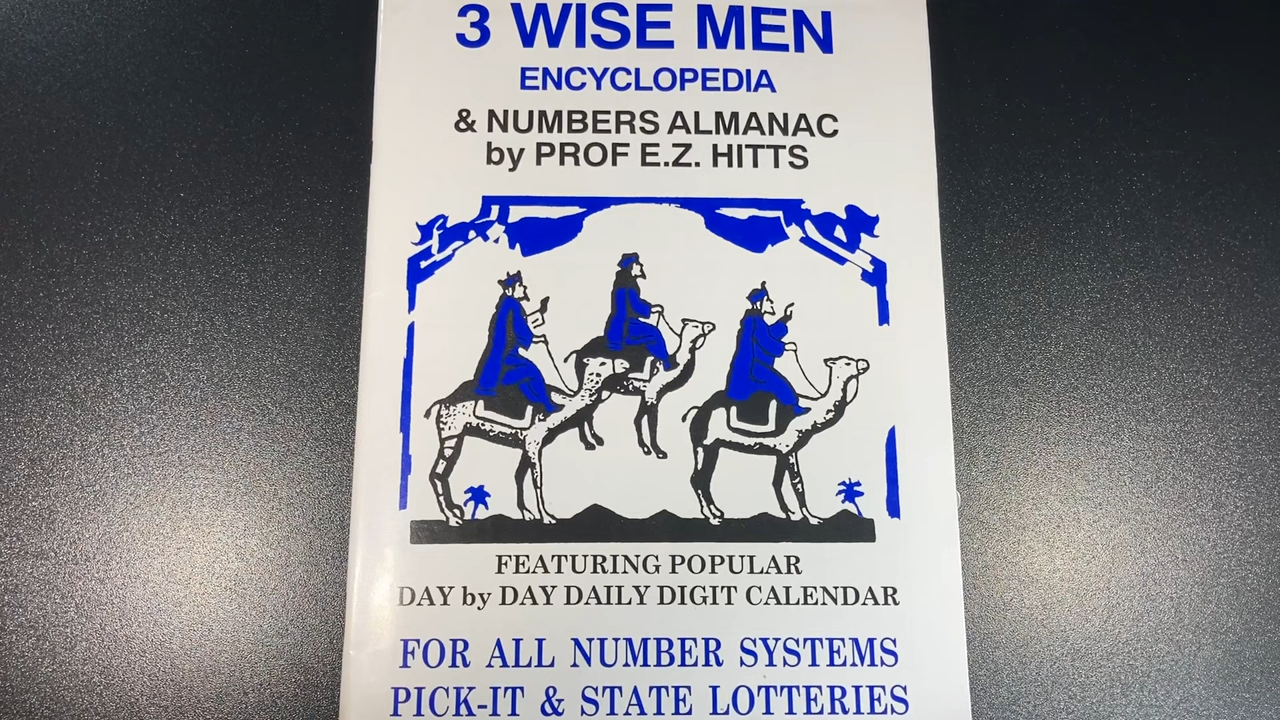 3 WISE MEN
ENCYCLOPEDIA
& NUMBERS ALMANAC
by PROF E.Z. HITTS
FEATURING POPULAR
DAY by DAY DAILY DIGIT CALENDAR
FOR ALL NUMBER SYSTEMS
PICK-IT & STATE LOTTERIES